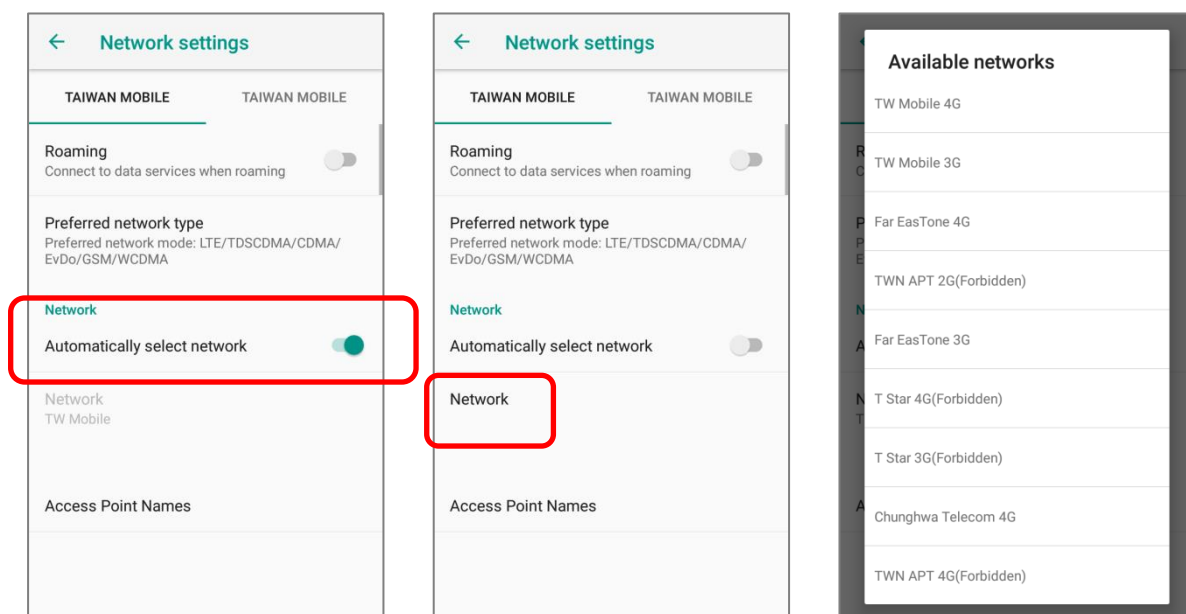 Network settings
TAIWAN MOBILE TAIWAN MOBILE
Roaming
Connect to data services when roaming
Preferred network type
Preferred network mode: LTE/TDSCDMA/CDMA/
EvDo/GSM/WCDMA
Network
Automatically select network
Network
TW Mobile
Access Point Names
Network settings
TAIWAN MOBILE TAIWAN MOBILE
Roaming
Connect to data services when roaming
Preferred network type
Preferred network mode: LTE/TDSCDMA/CDMA/
EvDo/GSM/WCDMA
Network
Automatically select network
Network
Access Point Names
Available networks
TW Mobile 4G
TW Mobile 3G
Far EasTone 4G
TWN APT 2G(Forbidden)
Far EasTone 3G
T Star 4G(Forbidden)
T Star 3G(Forbidden)
Chunghwa Telecom 4G
TWN APT 4G(Forbidden)